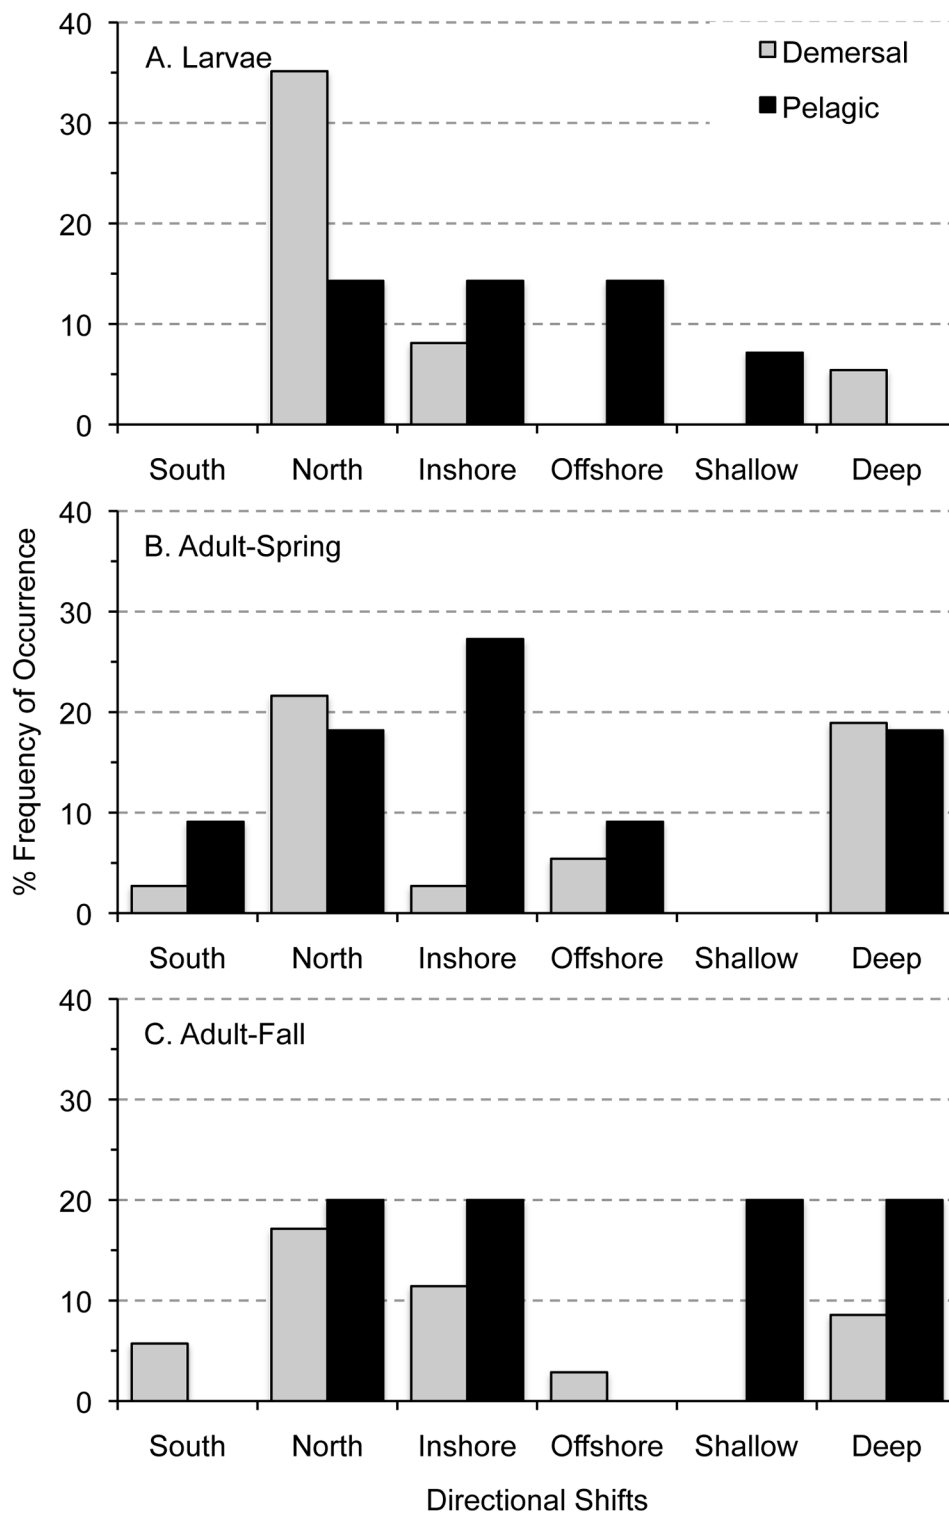 40
A. Larvae
Demersal
Pelagic
30
20
10
0
South North Inshore Offshore Shallow Deep
% Frequency of Occurrence
40
B. Adult-Spring
30
20
10
0
South North Inshore Offshore Shallow Deep
40
C. Adult-Fall
30
20
10
0
South North Inshore Offshore Shallow Deep
Directional Shifts